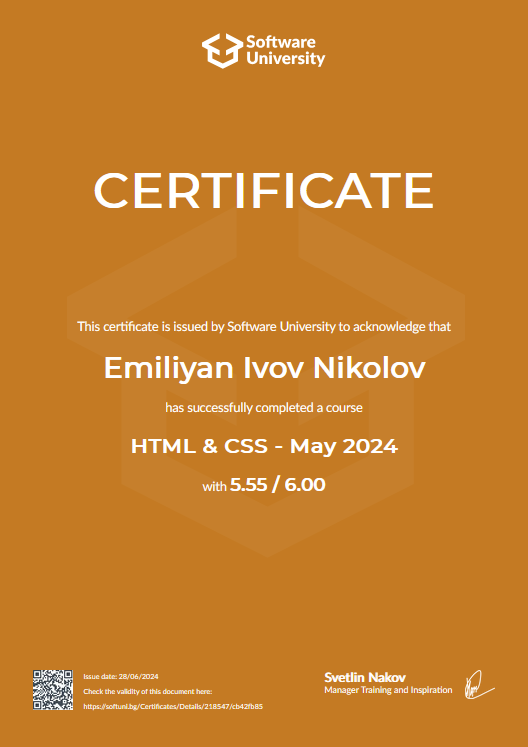 Software
University
CERTIFICATE
This certificate is issued by Software University to acknowledge that
Emiliyan Ivov Nikolov
has successfully completed a course
HTML & CSS - May 2024
with 5.55 / 6.00
Issue date: 28/06/2024
Check the validity of this document here:
https://softuni.bg/Certificates/Details/218547/cb42fb85
Svetlin Nakov
Manager Training and Inspiration